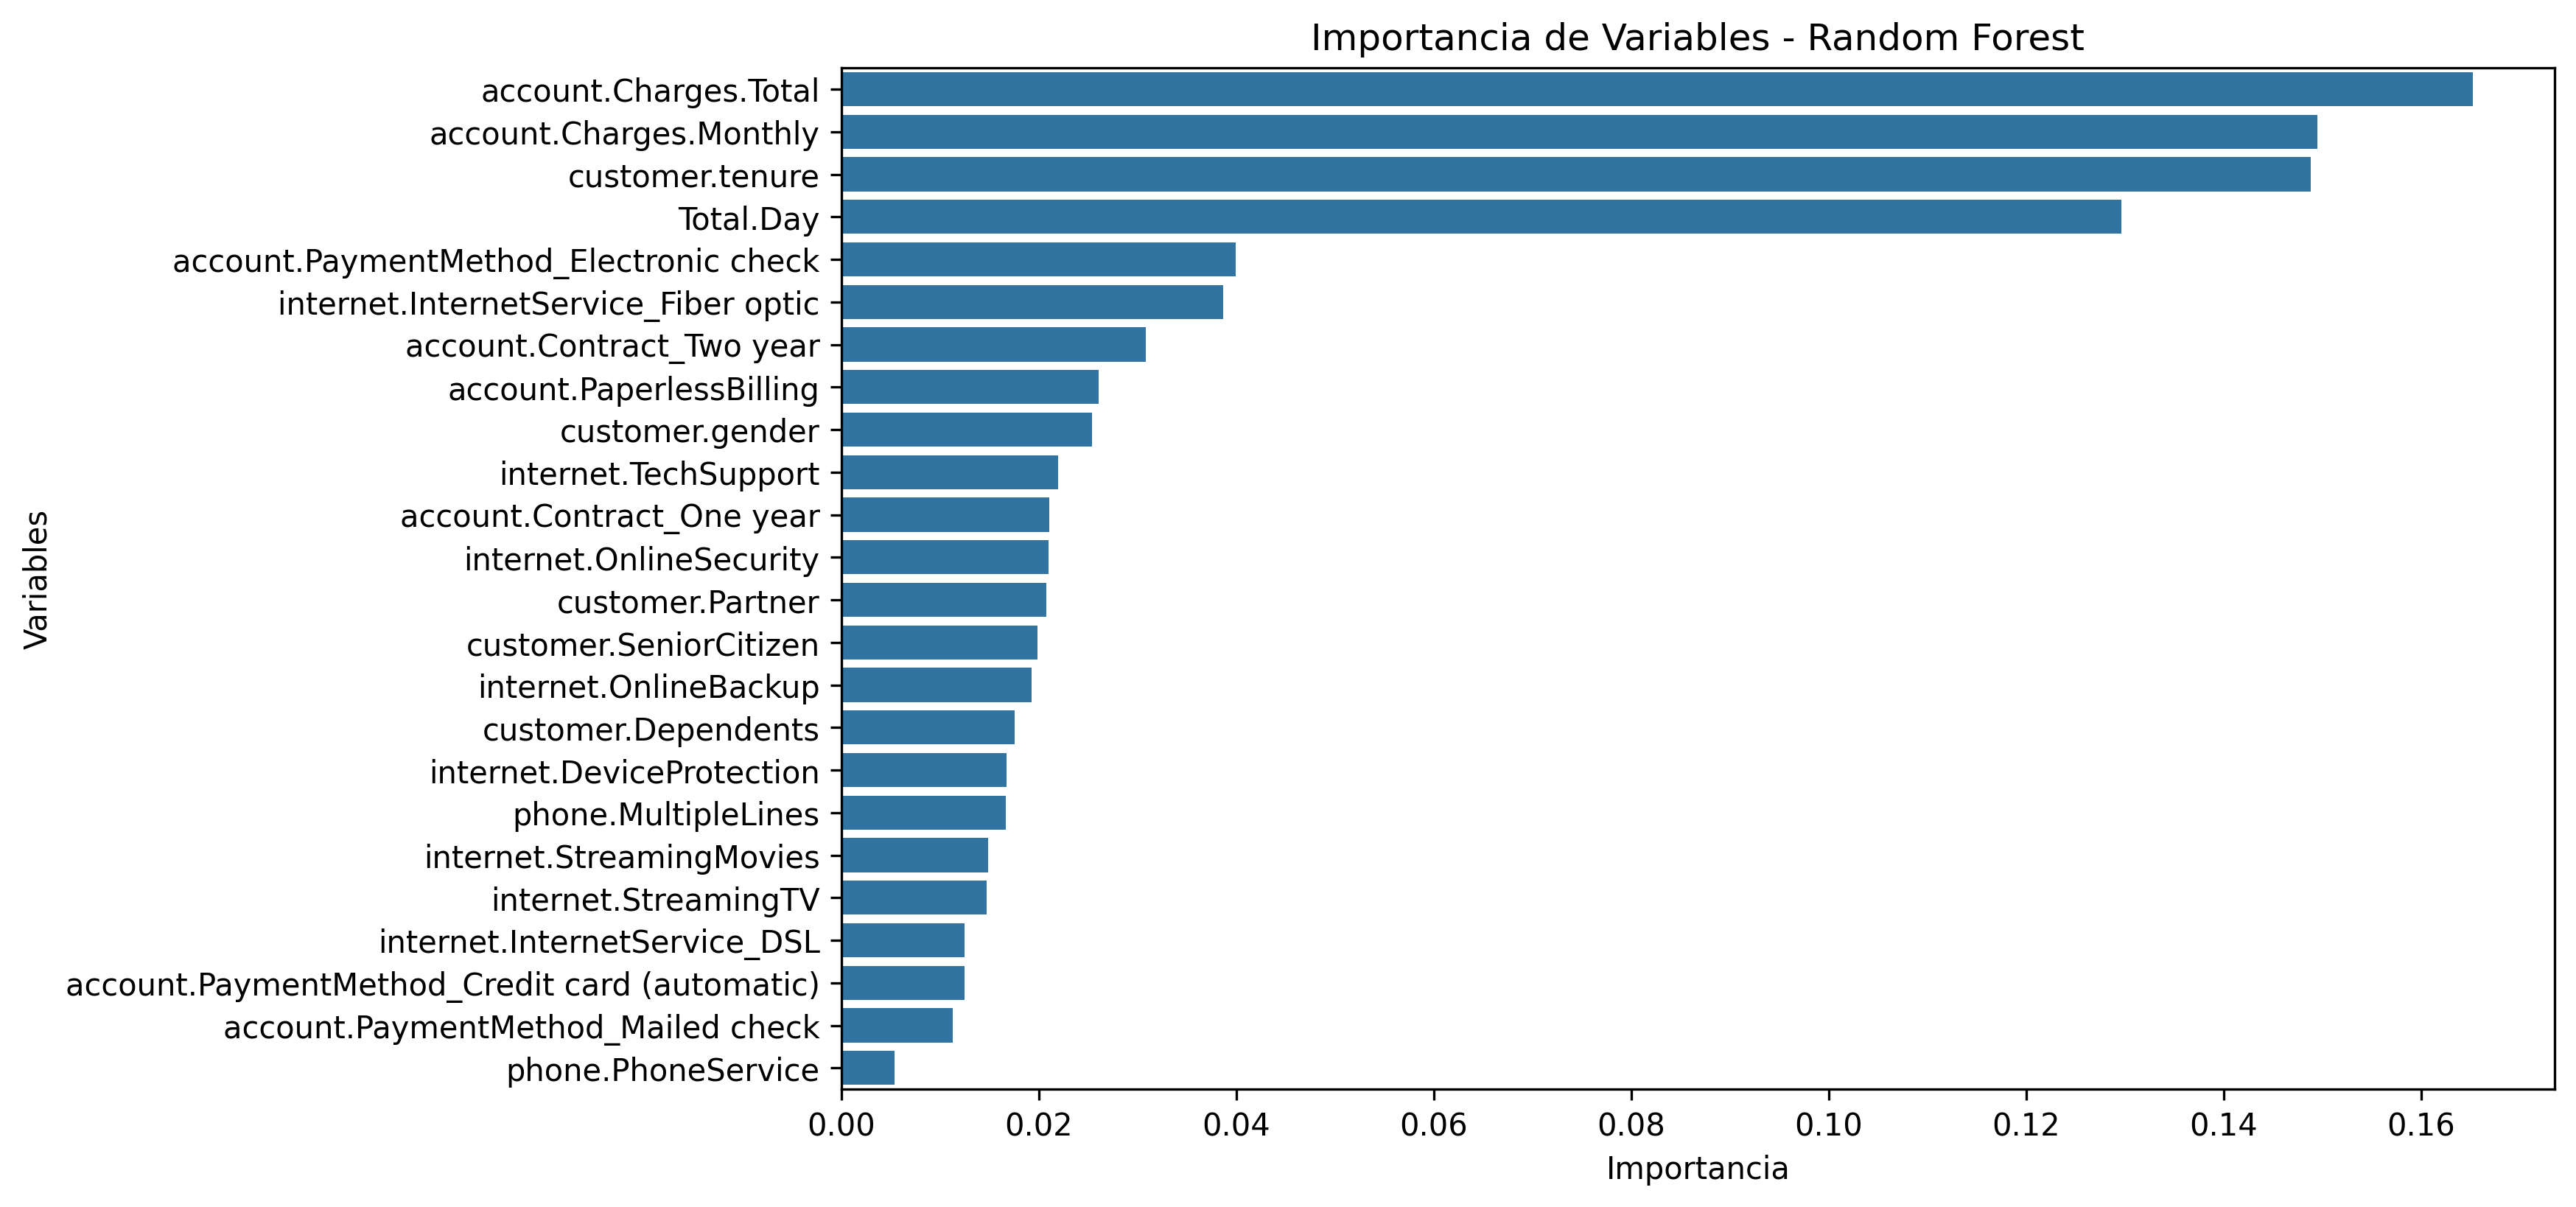 Importancia de Variables - Random Forest
Variables
account.Charges.Total
account.Charges.Monthly
customer.tenure
Total.Day
account.PaymentMethod_Electronic check
internet.InternetService_Fiber optic
account.Contract_Two year
account.PaperlessBilling
customer.gender
internet.TechSupport
account.Contract_One year
internet.OnlineSecurity
customer.Partner
customer.SeniorCitizen
internet.OnlineBackup
customer.Dependents
internet.DeviceProtection
phone.MultipleLines
internet.StreamingMovies
internet.StreamingTV
internet.InternetService_DSL
account.PaymentMethod_Credit card (automatic)
account.PaymentMethod_Mailed check
phone.PhoneService
0.00 0.02 0.04 0.06 0.08 0.10 0.12 0.14 0.16
Importancia